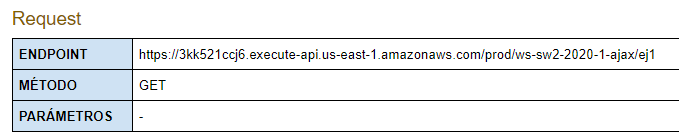 Request
ENDPOINT https://3kk521ccj6.execute-api.us-east-1.amazonaws.com/prod/ws-sw2-2020-1-ajax/ej1
MÉTODO GET
PARÁMETROS -